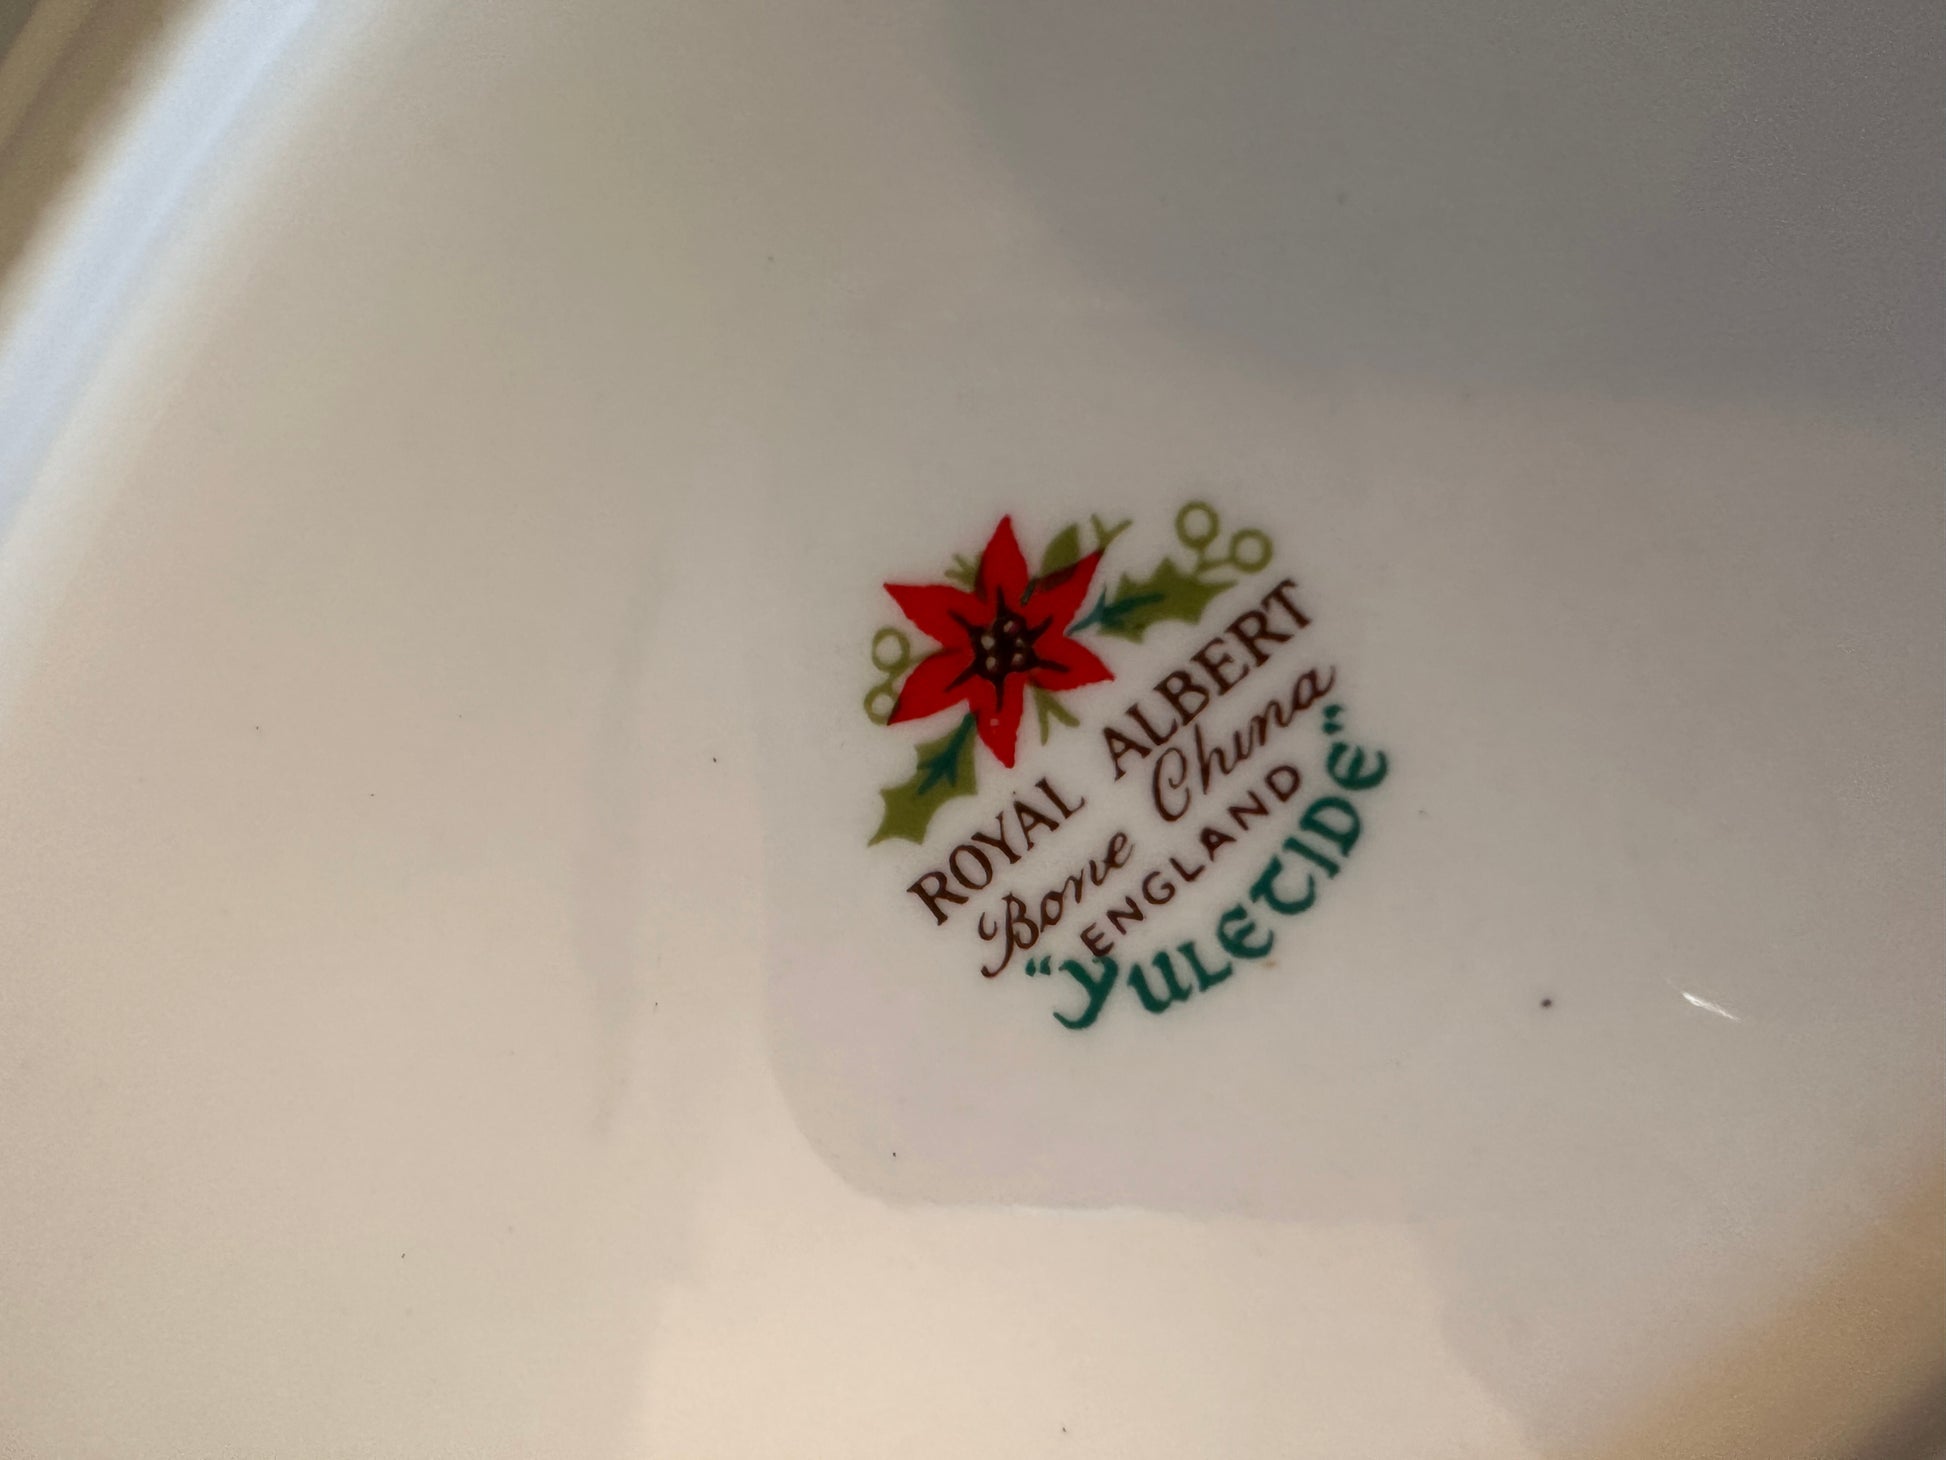 ROYAL ALBERT
Bone China
ENGLAND
"YULETIDE"